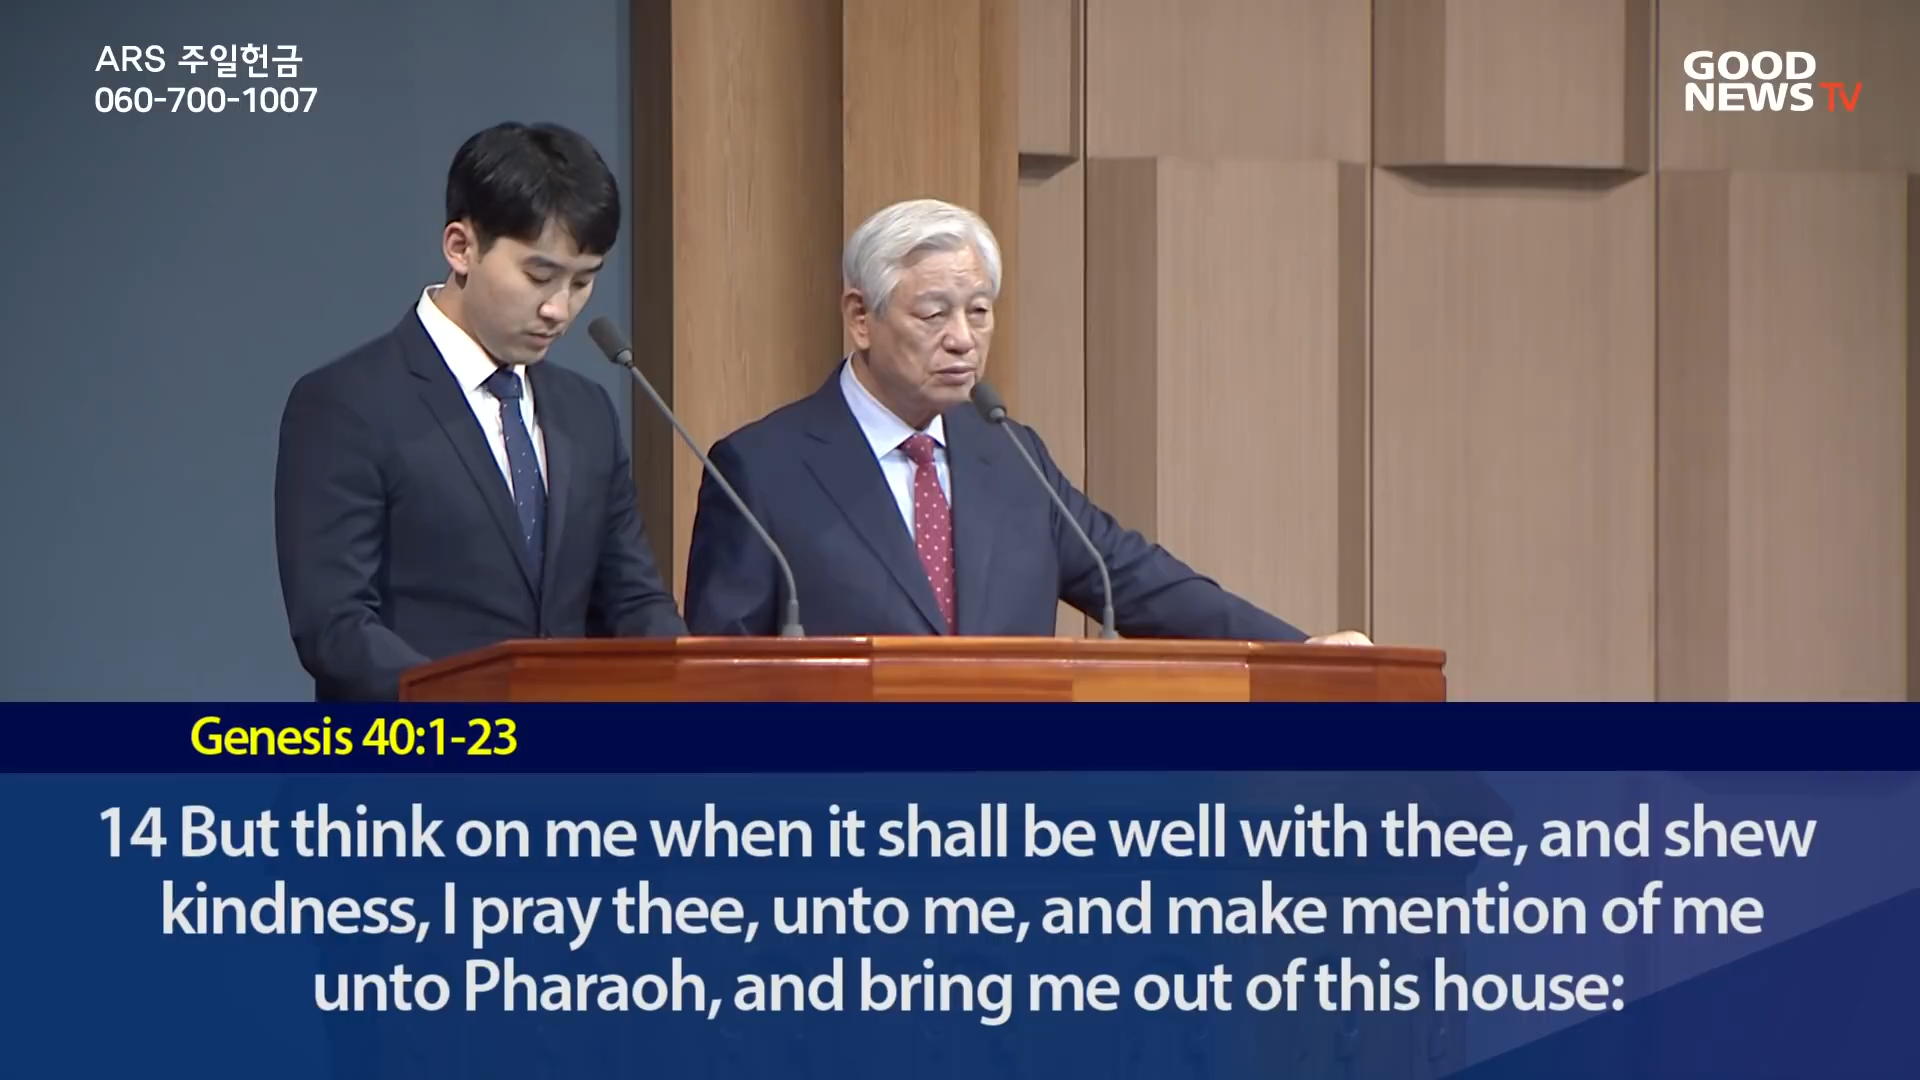 ARS 주일헌금
060-700-1007
GOOD
NEWS TV
Genesis 40:1-23
14 But think on me when it shall be well with thee, and shew
kindness, I pray thee, unto me, and make mention of me
unto Pharaoh, and bring me out of this house: